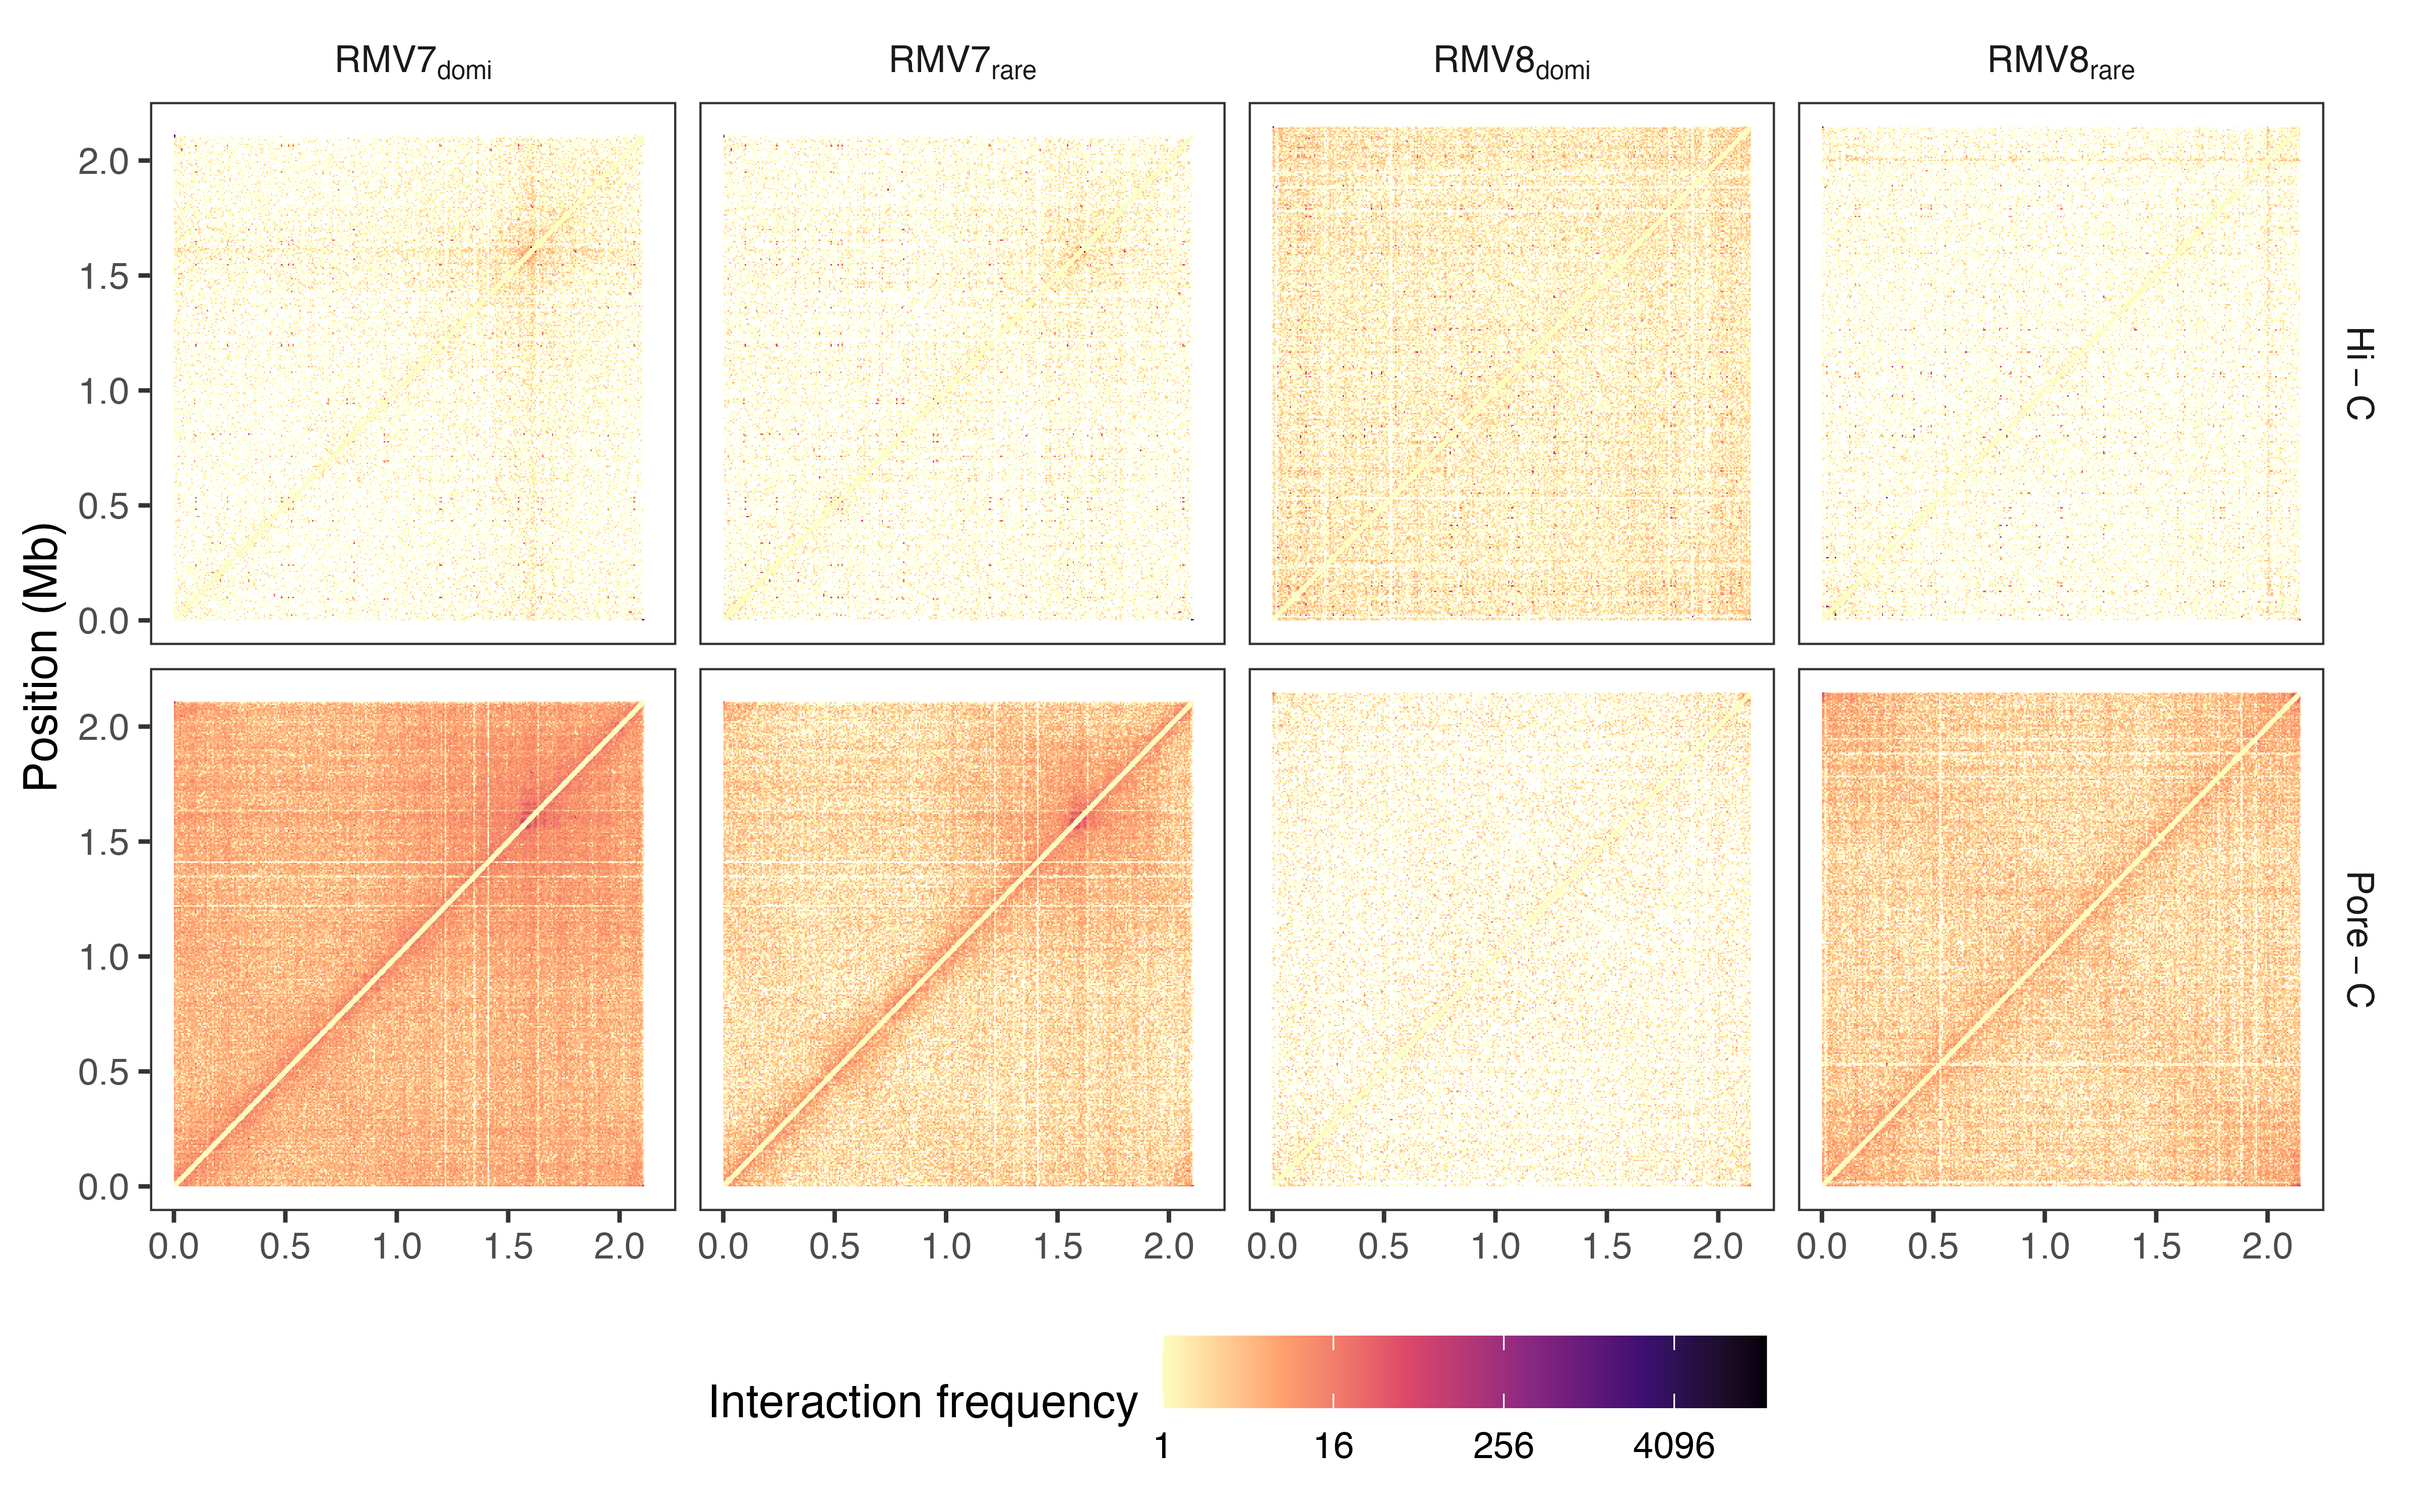 RMV7domi RMV7rare RMV8domi RMV8rare
Position (Mb)
2.0
1.5
1.0
0.5
0.0
Hi – C
2.0
1.5
1.0
0.5
0.0
Pore – C
0.0 0.5 1.0 1.5 2.0 0.0 0.5 1.0 1.5 2.0 0.0 0.5 1.0 1.5 2.0 0.0 0.5 1.0 1.5 2.0
Interaction frequency
1 16 256 4096